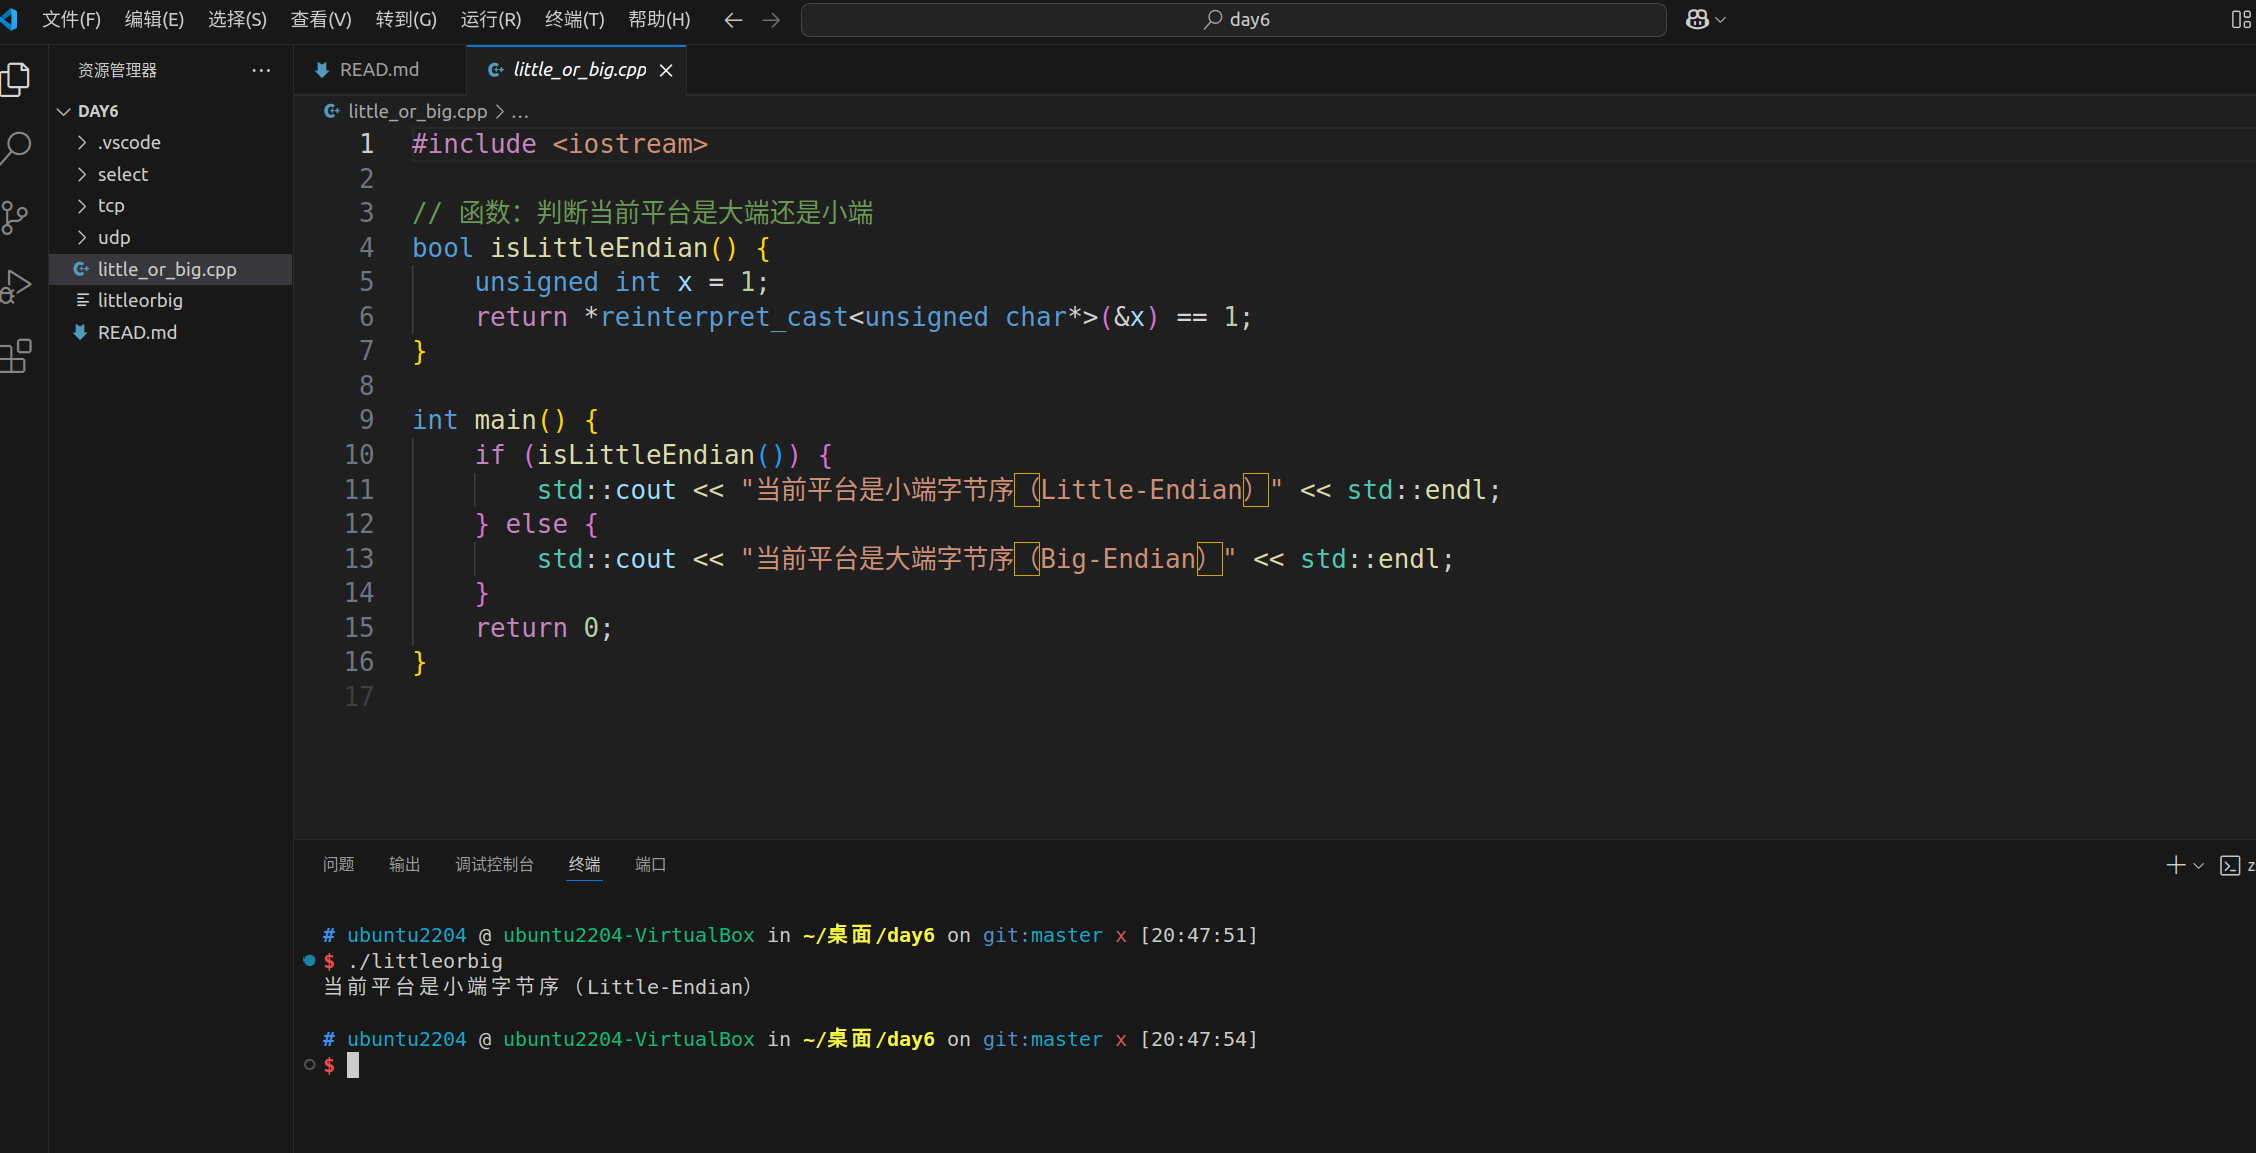 文件(F) 编辑(E) 选择(S) 查看(V) 转到(G) 运行(R) 终端(T) 帮助(H) day6
资源管理器
DAY6
.vscode
select
tcp
udp
little_or_big.cpp
littleorbig
READ.md
READ.md little_or_big.cpp
little_or_big.cpp > ...
1 #include <iostream>
2
3 // 函数：判断当前平台是大端还是小端
4 bool isLittleEndian() {
5     unsigned int x = 1;
6     return *reinterpret_cast<unsigned char*>(&x) == 1;
7 }
8
9 int main() {
10     if (isLittleEndian()) {
11         std::cout << "当前平台是小端字节序（Little-Endian）" << std::endl;
12     } else {
13         std::cout << "当前平台是大端字节序（Big-Endian）" << std::endl;
14     }
15     return 0;
16 }
17
问题 输出 调试控制台 终端 端口
z
# ubuntu2204 @ ubuntu2204-VirtualBox in ~/桌面/day6 on git:master x [20:47:51]
$ ./littleorbig
当前平台是小端字节序（Little-Endian）
# ubuntu2204 @ ubuntu2204-VirtualBox in ~/桌面/day6 on git:master x [20:47:54]
$